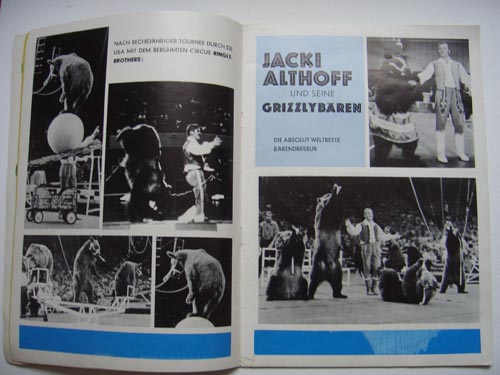 NACH SECHSJÄHRIGER TOURNEE DURCH DIE
USA MIT DEM BERÜHMTEN CIRCUS RINGLY-
BROTHERS:
JACKI
ALTHOFF
UND SEINE
GRIZZLYBÄREN
DIE ABSOLUT WELTBESTE
BÄRENDRESSUR